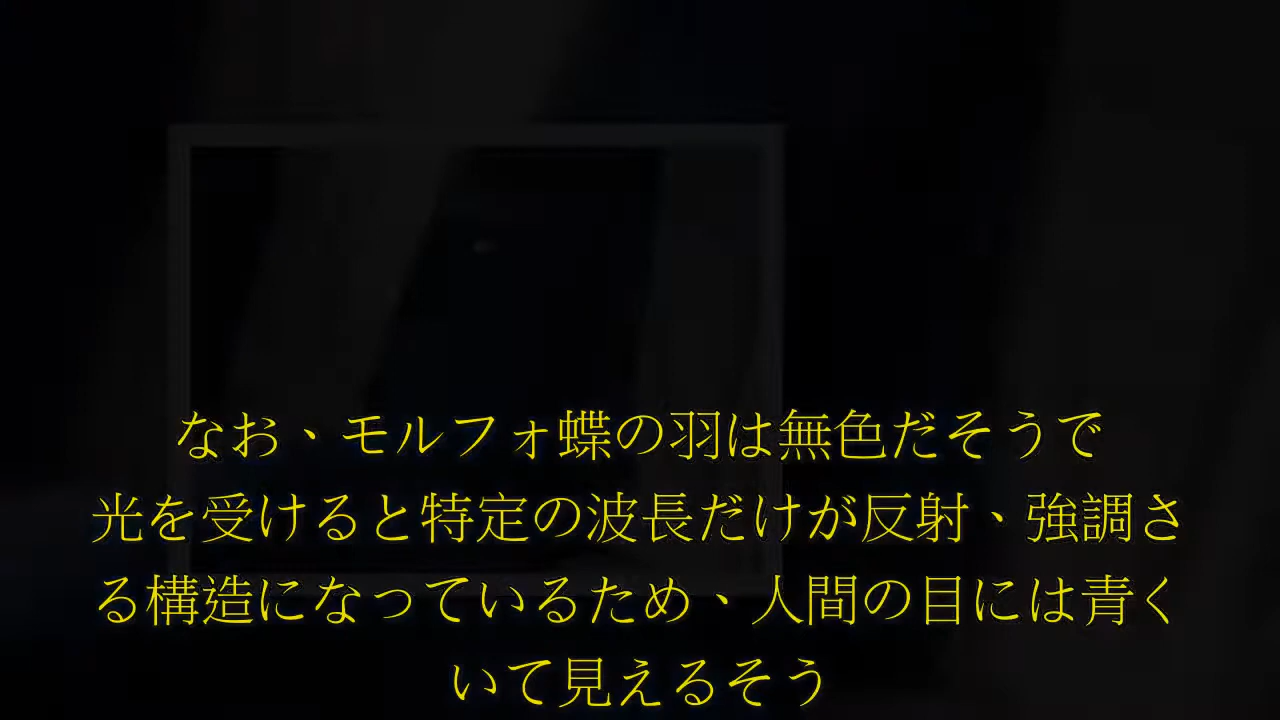 なお、モルフォ蝶の羽は無色だそうで
光を受けると特定の波長だけが反射、強調さ
る構造になっているため、人間の目には青く
いて見えるそう